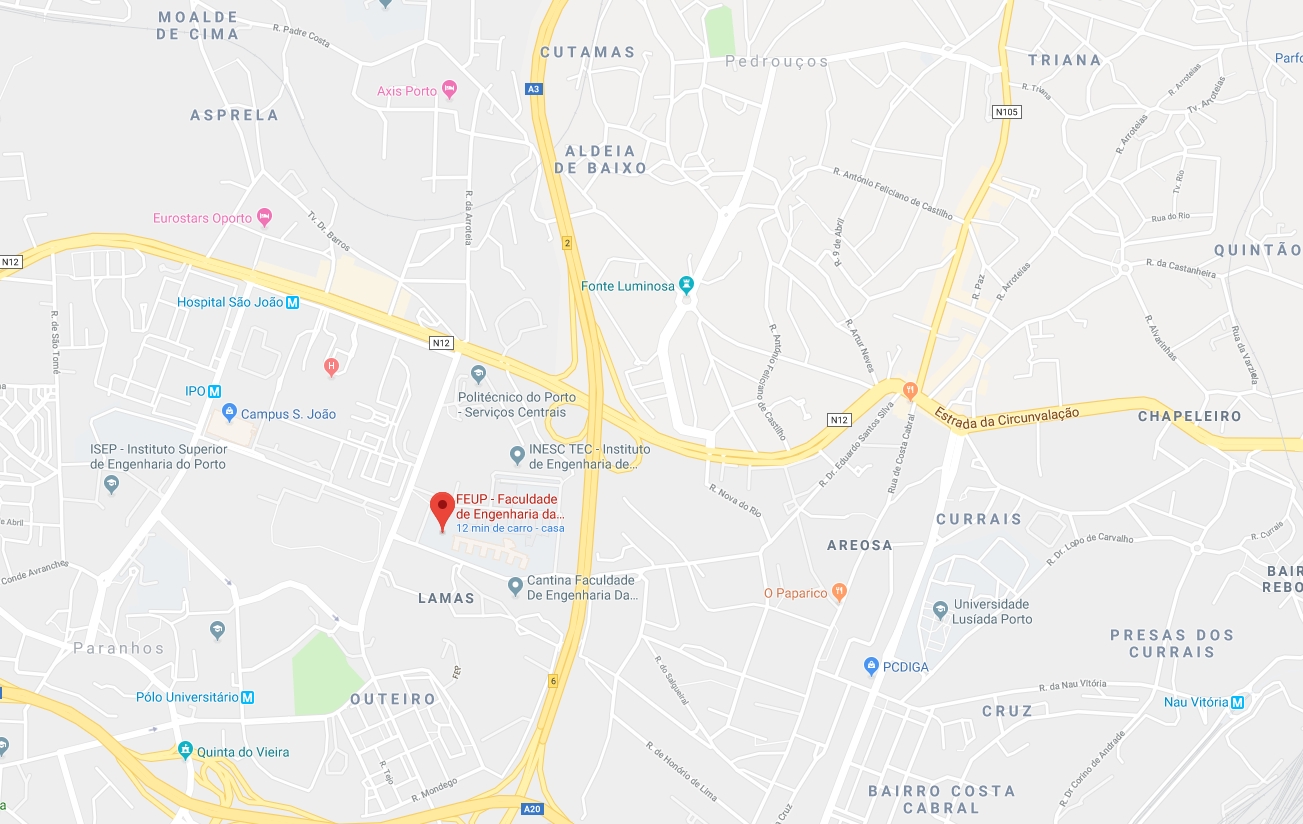 MOALDE
DE CIMA
R. Padre Costa
CUTAMAS
Pedrouços
TRIANA
Parfo
Axis Porto
A3
R. Triana
R. Arroteias
Tv. Arroteias
N105
ASPRELA
R. Arroteias
ALDEIA
DE BAIXO
R. António Feliciano de Castilho
Tv. Rio
R. da Arroteia
Eurostars Oporto
Tv. Dr. Barros
Rua do Rio
2
R. 9 de Abril
QUINTÃO
N12
R. da Castanheira
R. Paz
R. Arroteias
Fonte Luminosa
Hospital São João
M
R. de São Tomé
N12
R. António Feliciano de Castilho
R. Artur Neves
R. Alvarinhas
Rua da Varziela
H
Politécnico do Porto
- Serviços Centrais
IPO
M
Campus S. João
N12
Estrada da Circunvalação
CHAPELEIRO
ISEP - Instituto Superior
de Engenharia do Porto
INESC TEC - Instituto
de Engenharia de...
R. Dr. Eduardo Santos Silva
Rua de Costa Cabral
R. Nova do Rio
FEUP - Faculdade
de Engenharia da...
12 min de carro - casa
CURRAIS
s Abril
AREOSA
R. Dr. Lopo de Carvalho
R. Currais
Conde Avranches
BAIR
REBO
Cantina Faculdade
De Engenharia Da...
LAMAS
O Paparico
Universidade
Lusíada Porto
Paranhos
PRESAS DOS
CURRAIS
FEP
6
R. do Salgueiral
PCDIGA
Pólo Universitário
M
OUTEIRO
R. da Nau Vitória
Nau Vitória
M
CRUZ
Quinta do Vieira
R. Tejo
R. Mondego
R. de Honório de Lima
R. Dr Corino de Andrade
BAIRRO COSTA
CABRAL
A20
a Cruz
a